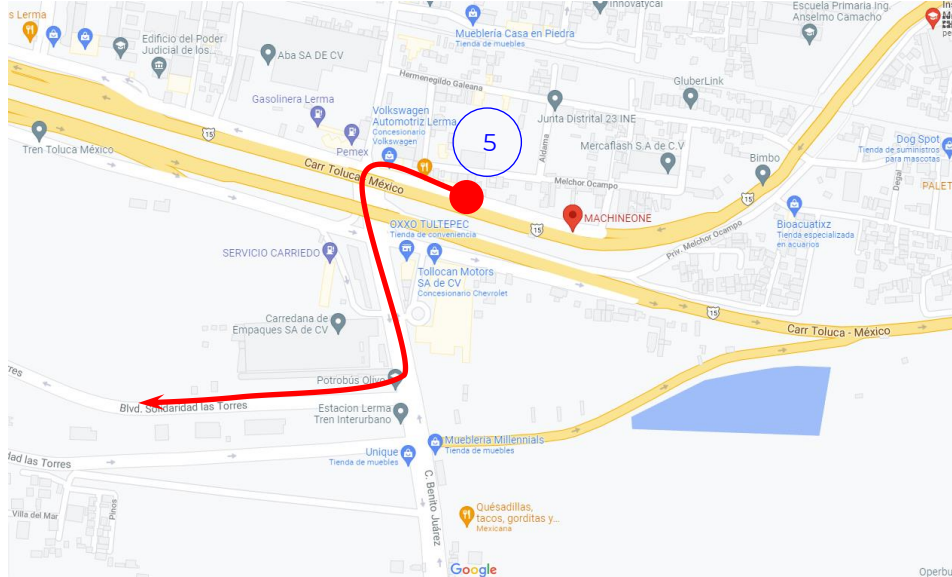 s Lerma
Edificio del Poder
Judicial de los...
Aba SA DE CV
Mueblería Casa en Piedra
Tienda de muebles
Innovatycal
Escuela Primaria Ing.
Anselmo Camacho
Hermenegildo Galeana
GluberLink
Gasolinera Lerma
Volkswagen
Automotriz Lerma
Concesionario
Volkswagen
5
Junta Distrital 23 INE
Aldama
Mercaflash S.A de C.V
Dog Spot
Tienda de suministros
para mascotas
15
Tren Toluca México
Pemex
Bimbo
Degal
PALET
Carr Toluca - México
Melchor Ocampo
15
MACHINEONE
15
Bioacuatixz
Tienda especializada
en acuarios
OXXO TULTEPEC
Tienda de conveniencia
Priv. Melchor Ocampo
SERVICIO CARRIEDO
Tollocan Motors
SA de CV
Concesionario Chevrolet
15
Carr Toluca - México
Carredana de
Empaques SA de CV
res
Potrobús Olivo
Blvd. Solidaridad las Torres
Estacion Lerma
Tren Interurbano
Unique
Tienda de muebles
Muebleria Millennials
Tienda de muebles
dad las Torres
C. Benito Juárez
Villa del Mar
Pinos
Quésadillas,
tacos, gorditas y...
Mexicana
Google
Operbu